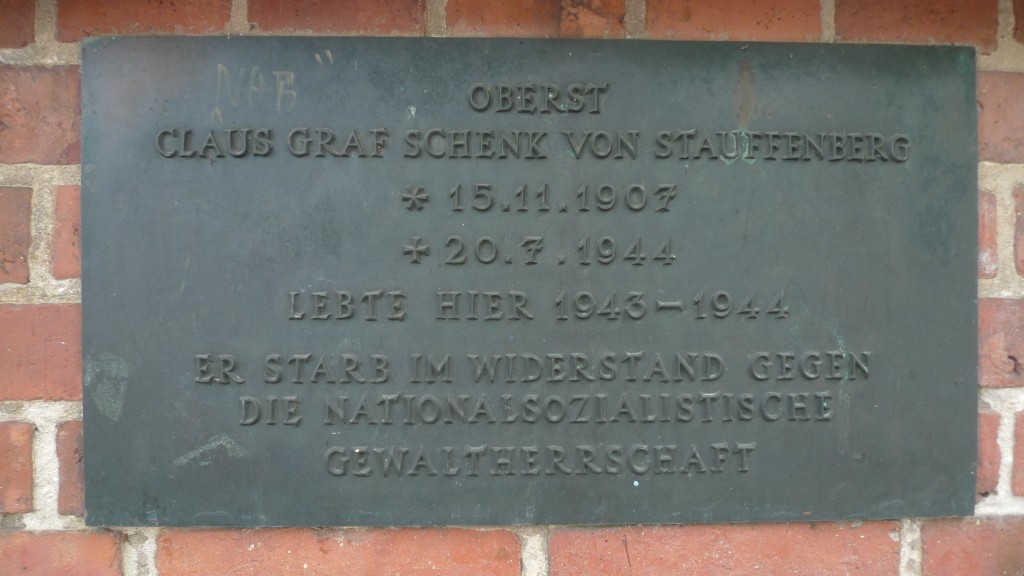 OBERST
CLAUS GRAF SCHENK VON STAUFFENBERG
* 15.11.1907
+ 20.7.1944
LEBTE HIER 1943–1944
ER STARB IM WIDERSTAND GEGEN
DIE NATIONALSOZIALISTISCHE
GEWALTHERRSCHAFT